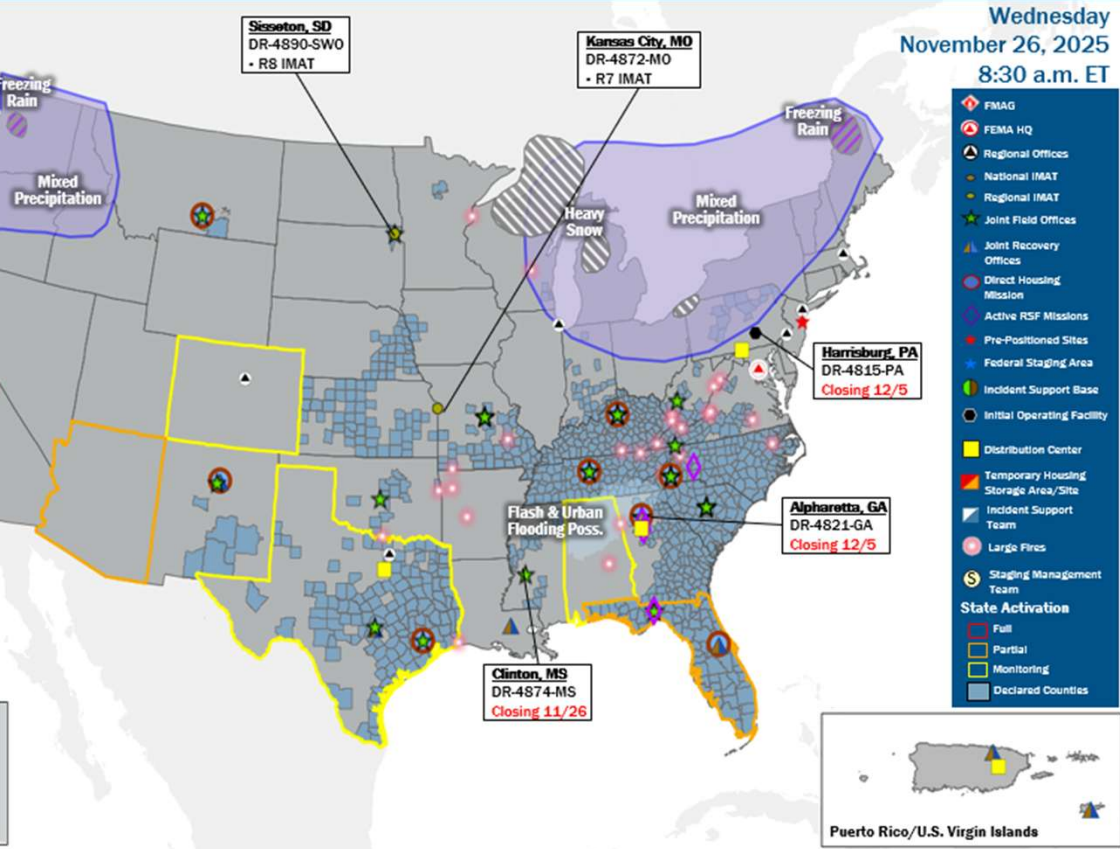 Wednesday
November 26, 2025
8:30 a.m. ET
Sisseton, SD
DR-4890-SWO
• R8 IMAT
Kansas City, MO
DR-4872-MO
• R7 IMAT
Freezing
Rain
Mixed
Precipitation
Freezing
Rain
Mixed
Precipitation
Heavy
Snow
Harrisburg, PA
DR-4815-PA
Closing 12/5
Flash & Urban
Flooding Poss.
Alpharetta, GA
DR-4821-GA
Closing 12/5
Clinton, MS
DR-4874-MS
Closing 11/26
FMAG
FEMA HQ
Regional Offices
National IMAT
Regional IMAT
Joint Field Offices
Joint Recovery
Offices
Direct Housing
Mission
Active RSF Missions
Pre-Positioned Sites
Federal Staging Area
Incident Support Base
Initial Operating Facility
Distribution Center
Temporary Housing
Storage Area/Site
Incident Support
Team
Large Fires
S
Staging Management
Team
State Activation
Full
Partial
Monitoring
Declared Counties
Puerto Rico/U.S. Virgin Islands